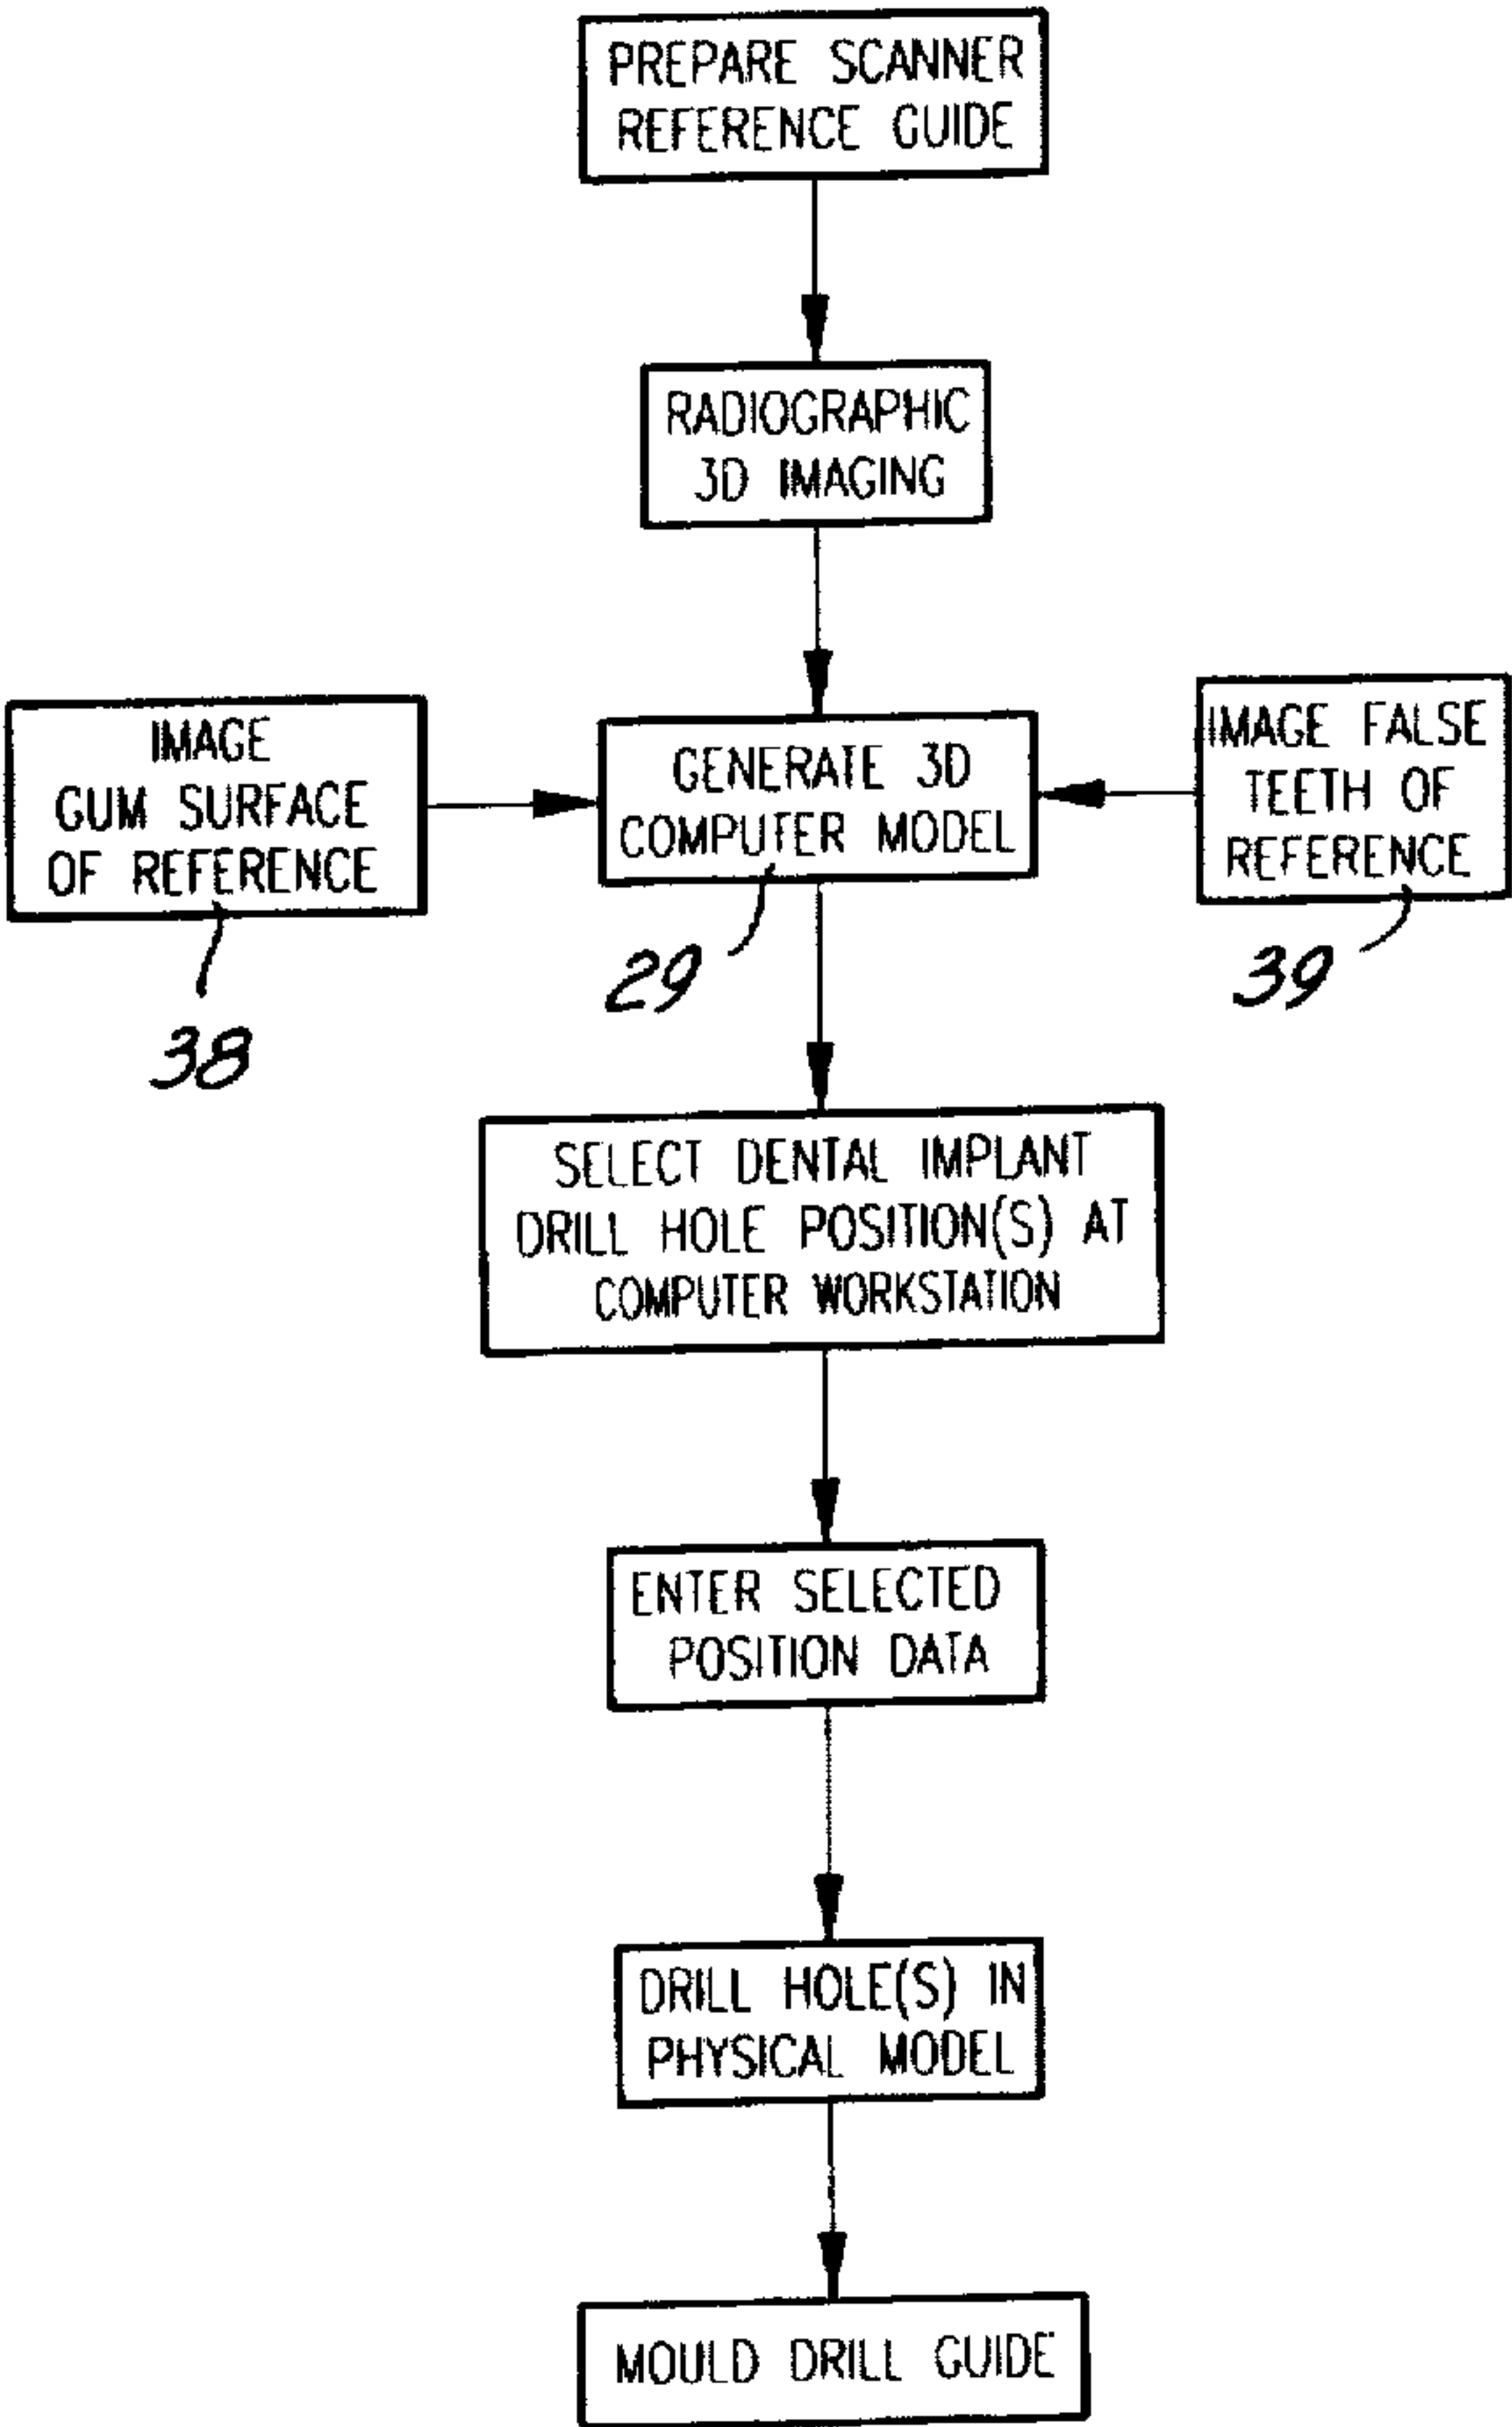 PREPARE SCANNER
REFERENCE GUIDE
RADIOGRAPHIC
3D IMAGING
IMAGE
GUM SURFACE
OF REFERENCE
38
GENERATE 3D
COMPUTER MODEL
29
IMAGE FALSE
TEETH OF
REFERENCE
39
SELECT DENTAL IMPLANT
DRILL HOLE POSITION(S) AT
COMPUTER WORKSTATION
ENTER SELECTED
POSITION DATA
DRILL HOLE(S) IN
PHYSICAL MODEL
MOULD DRILL GUIDE